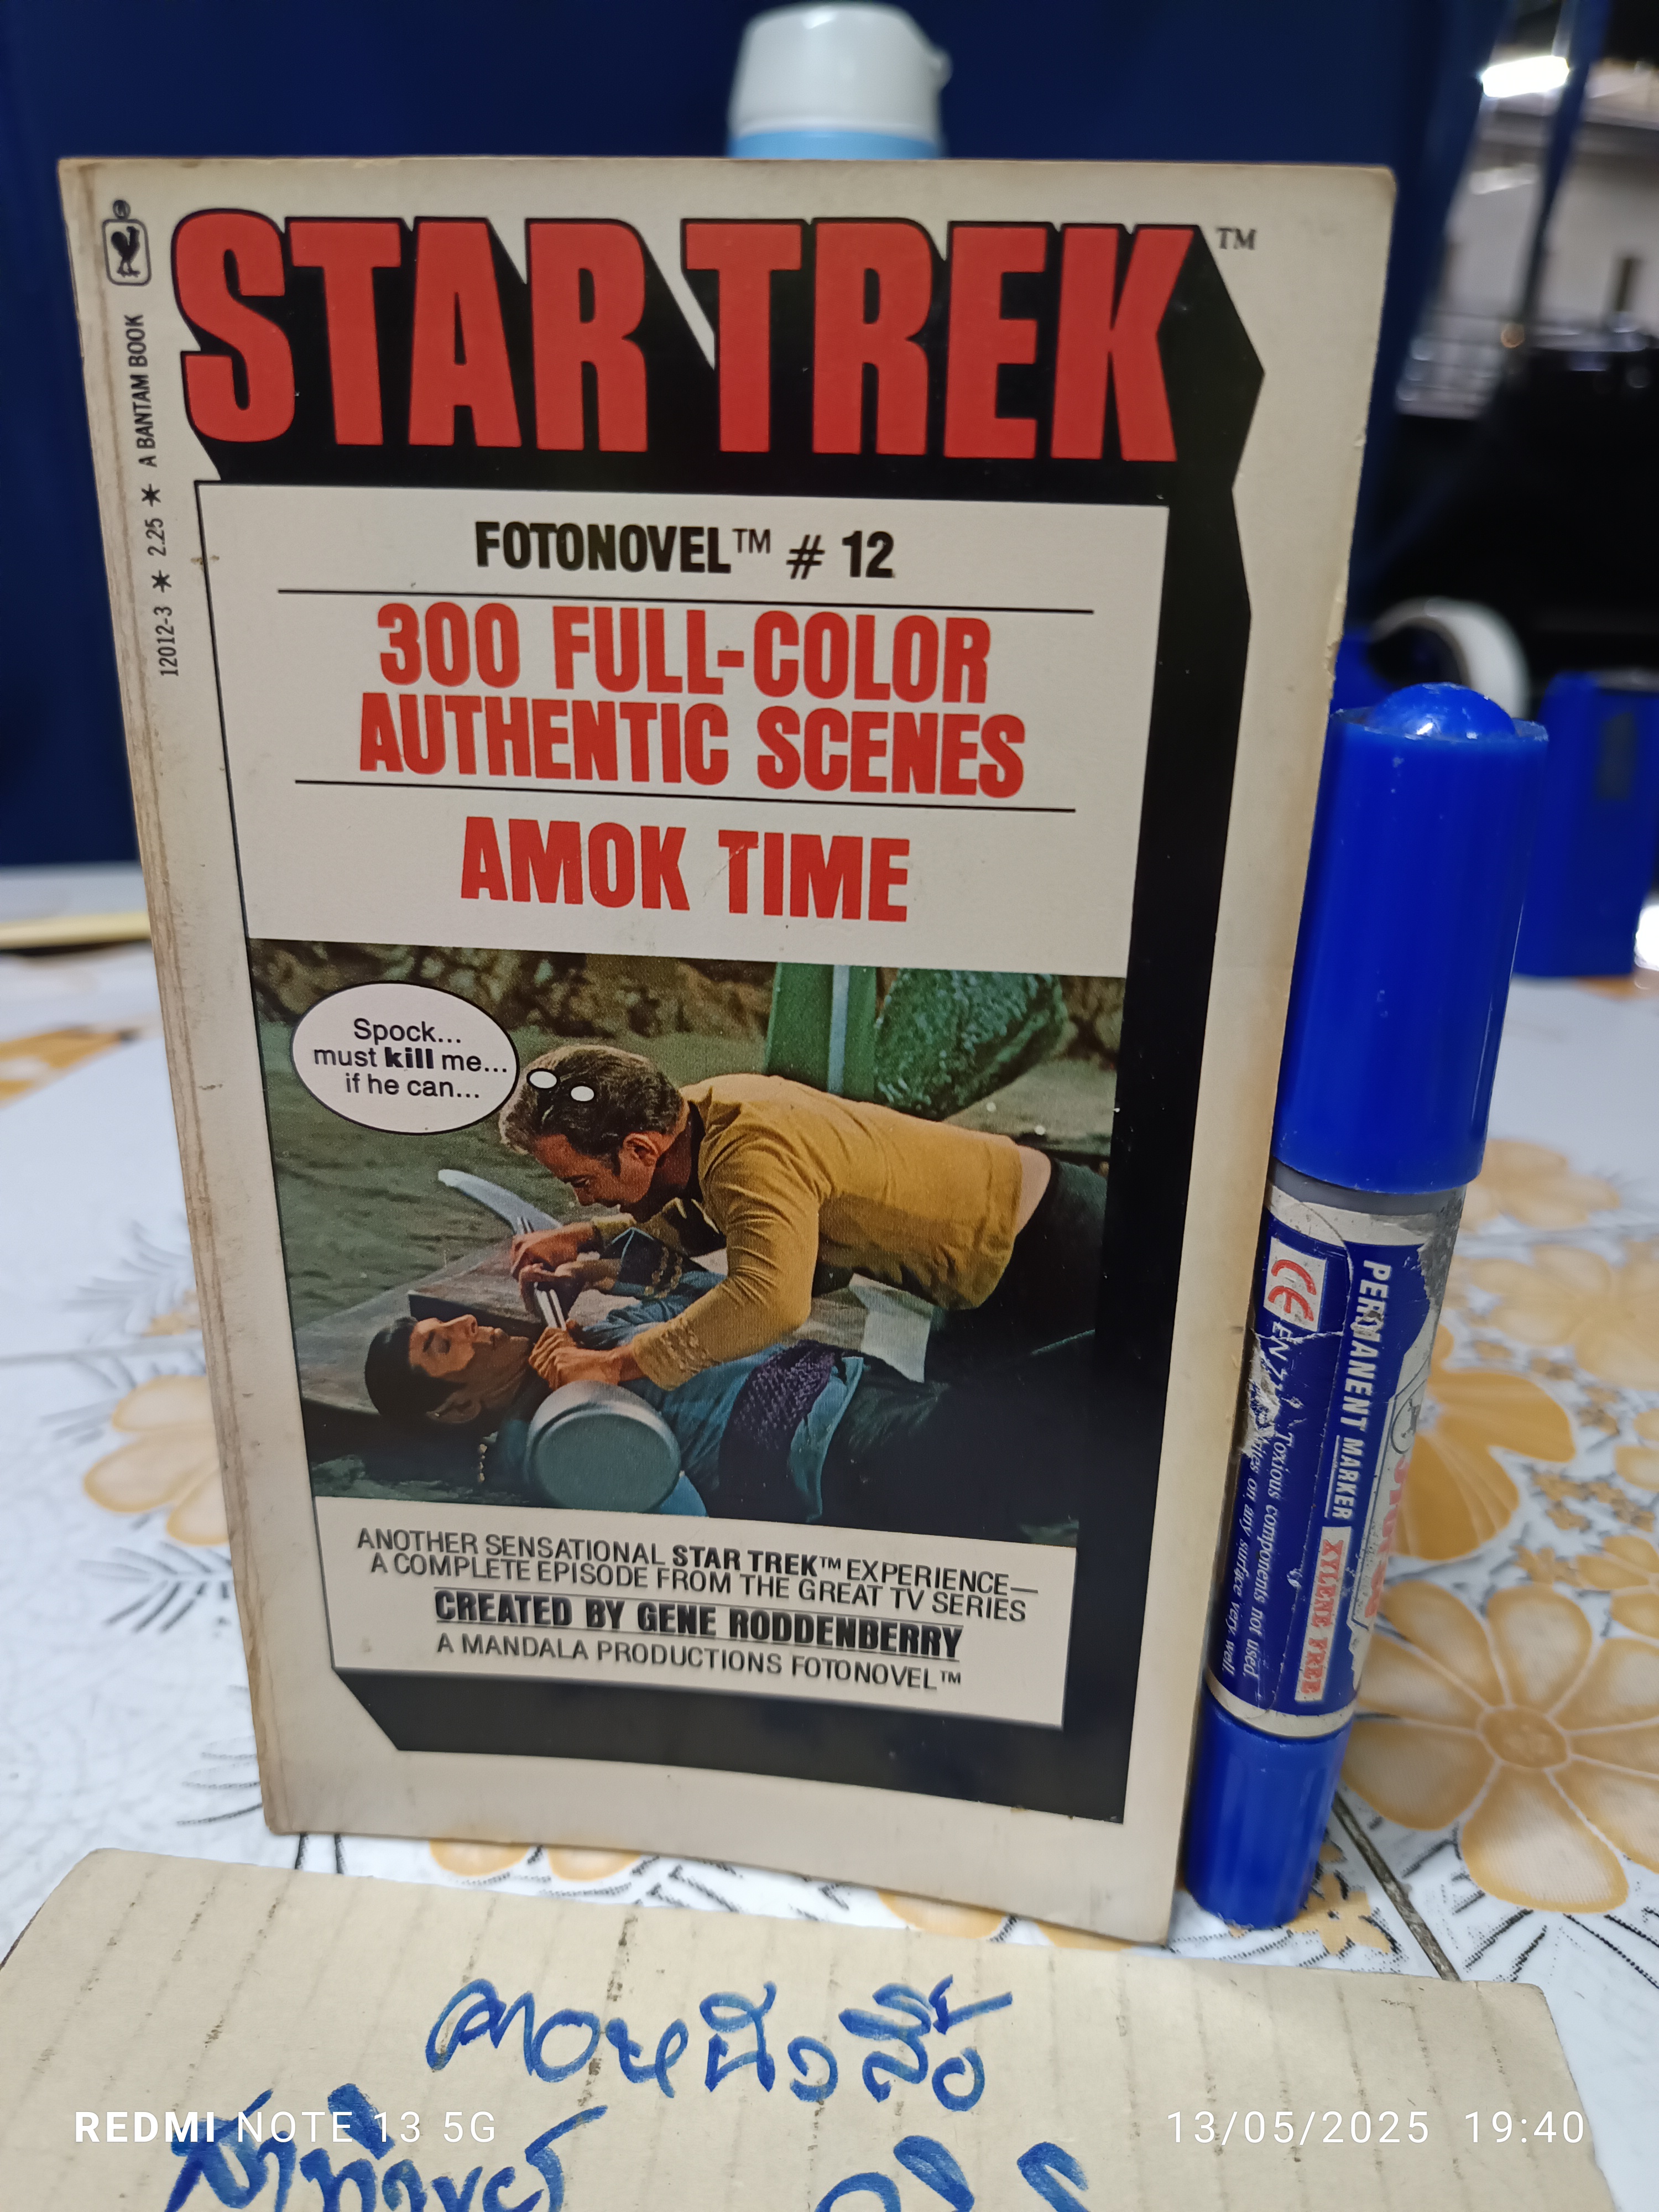 STAR TREK™
12012-3 * 2.25 * A BANTAM BOOK
FOTONOVEL™ # 12
300 FULL-COLOR
AUTHENTIC SCENES
AMOK TIME
Spock...
must kill me...
if he can...
ANOTHER SENSATIONAL STAR TREK™ EXPERIENCE—
A COMPLETE EPISODE FROM THE GREAT TV SERIES
CREATED BY GENE RODDENBERRY
A MANDALA PRODUCTIONS FOTONOVEL™
PERMANENT MARKER
XYLENE FREE
CE EN 71
Toxious components not used.
on any surface very well.
REDMI NOTE 13 5G
13/05/2025 19:40